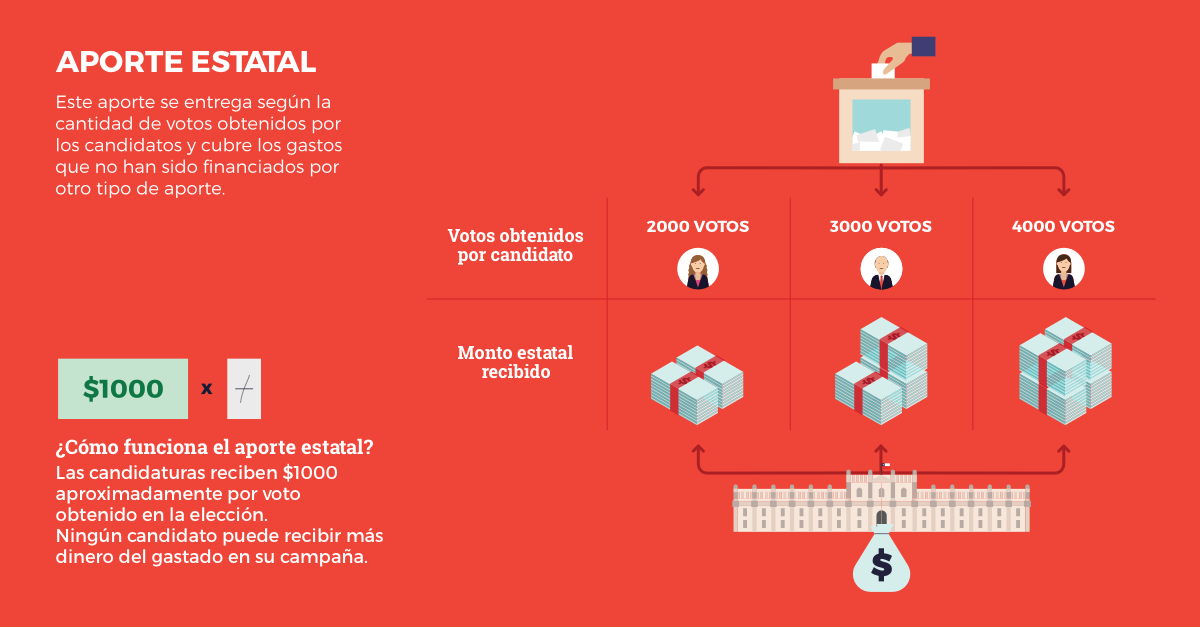 APORTE ESTATAL
Este aporte se entrega según la
cantidad de votos obtenidos por
los candidatos y cubre los gastos
que no han sido financiados por
otro tipo de aporte.
$1000 x
¿Cómo funciona el aporte estatal?
Las candidaturas reciben $1000
aproximadamente por voto
obtenido en la elección.
Ningún candidato puede recibir más
dinero del gastado en su campaña.
Votos obtenidos
por candidato
2000 VOTOS
3000 VOTOS
4000 VOTOS
Monto estatal
recibido
$